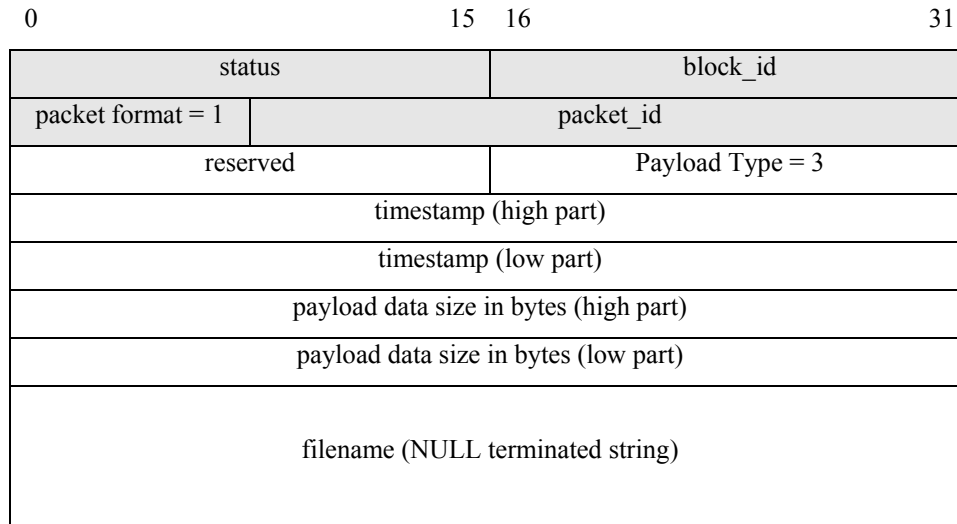 0 15 16 31
status block_id
packet format = 1 packet_id
reserved Payload Type = 3
timestamp (high part)
timestamp (low part)
payload data size in bytes (high part)
payload data size in bytes (low part)
filename (NULL terminated string)